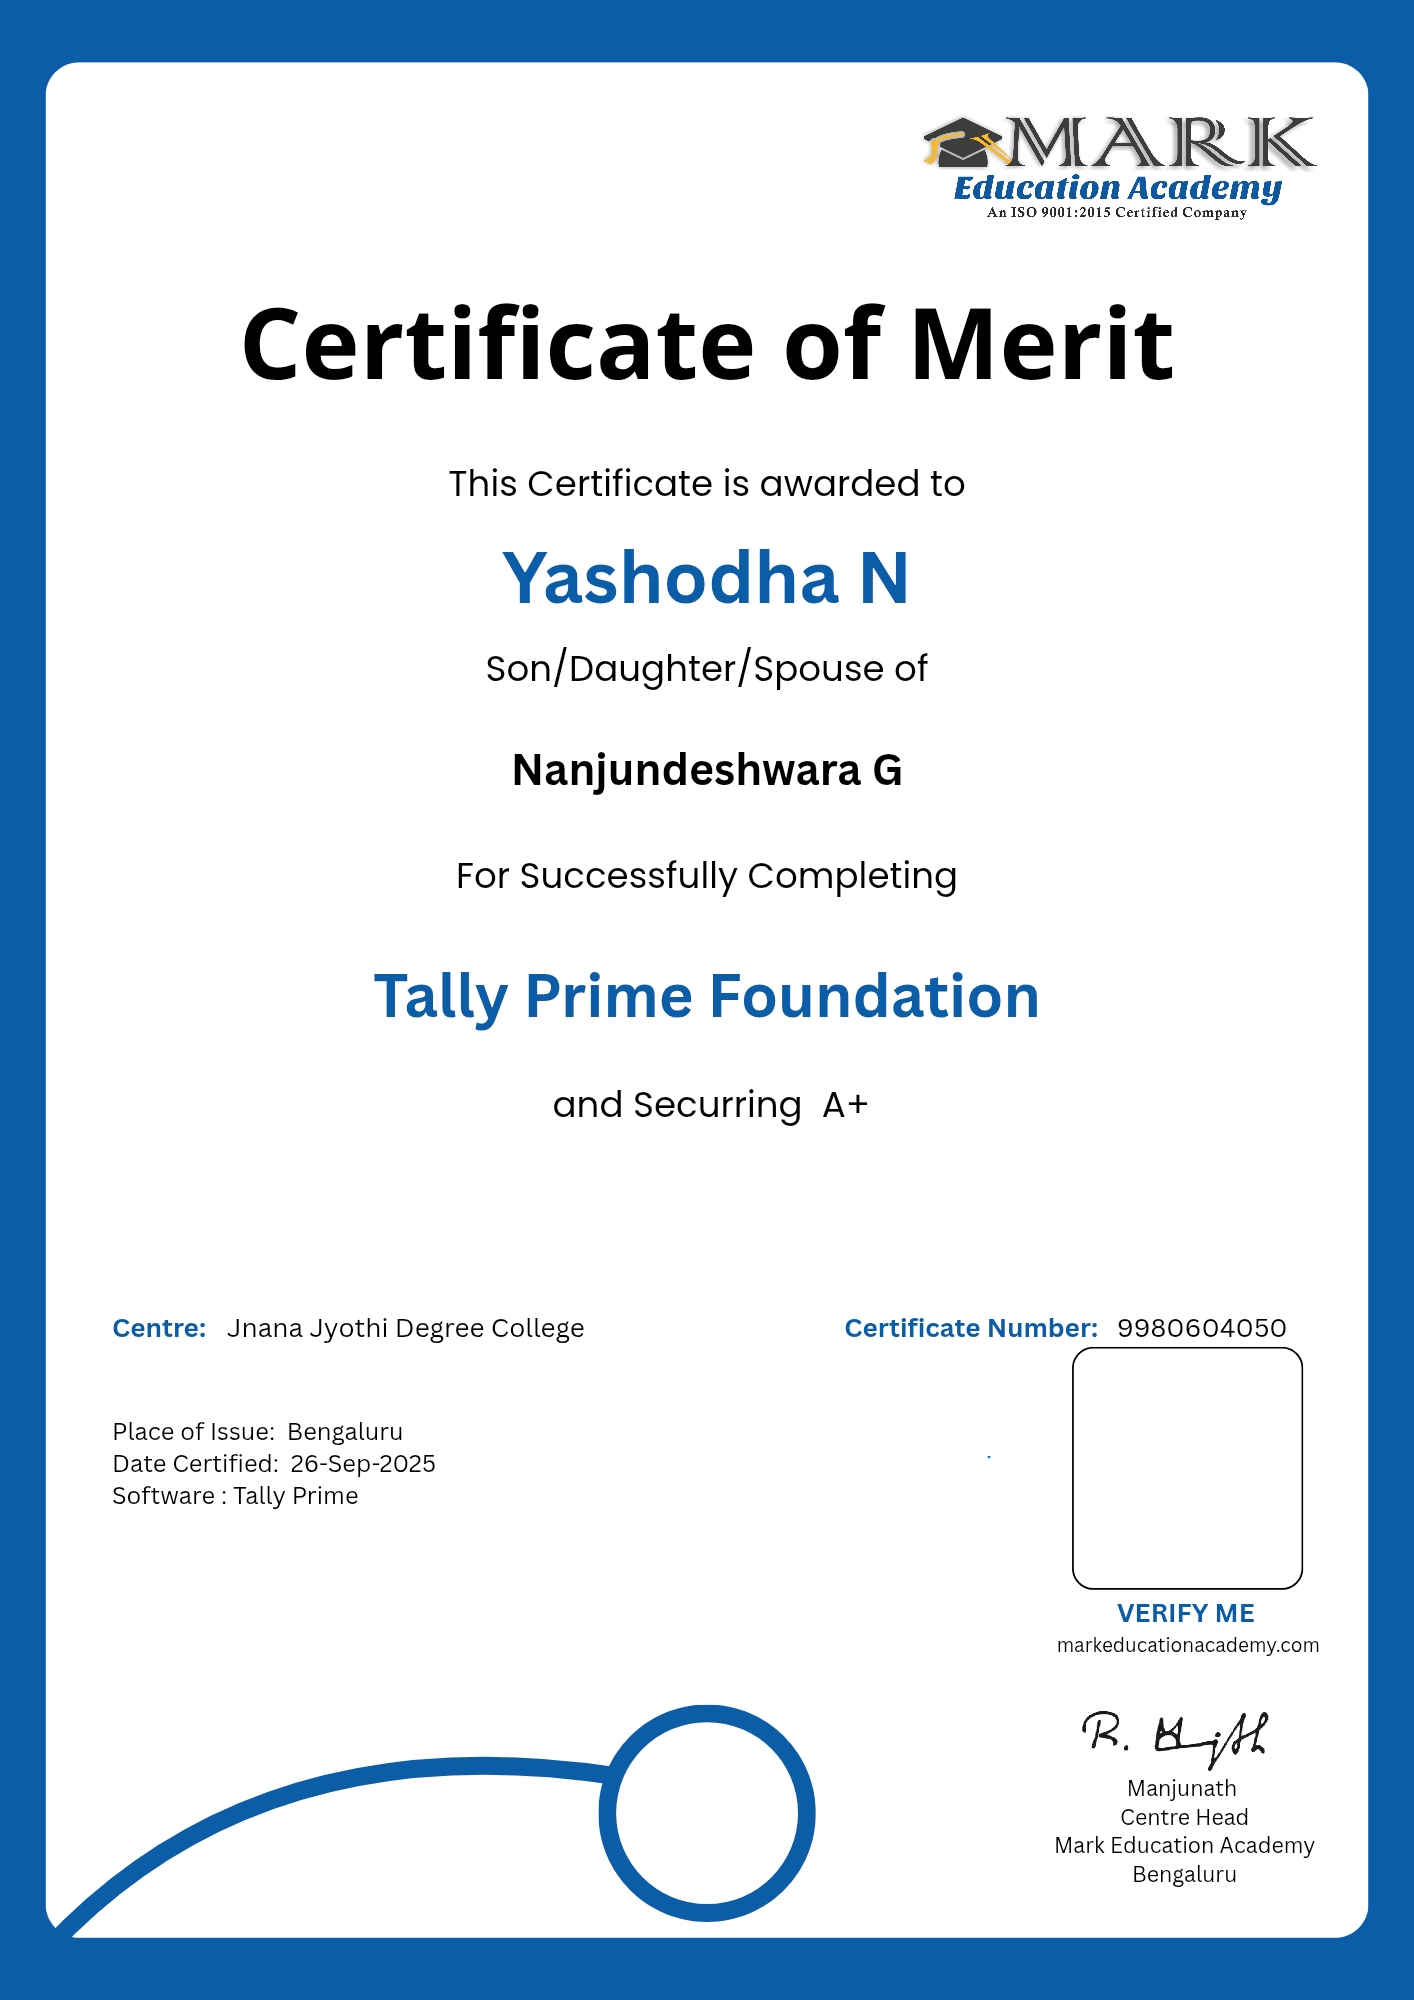 MARK
Education Academy
An ISO 9001:2015 Certified Company
Certificate of Merit
This Certificate is awarded to
Yashodha N
Son/Daughter/Spouse of
Nanjundeshwara G
For Successfully Completing
Tally Prime Foundation
and Securring A+
Centre: Jnana Jyothi Degree College
Certificate Number: 9980604050
Place of Issue: Bengaluru
Date Certified: 26-Sep-2025
Software : Tally Prime
VERIFY ME
markeducationacademy.com
Manjunath
Centre Head
Mark Education Academy
Bengaluru